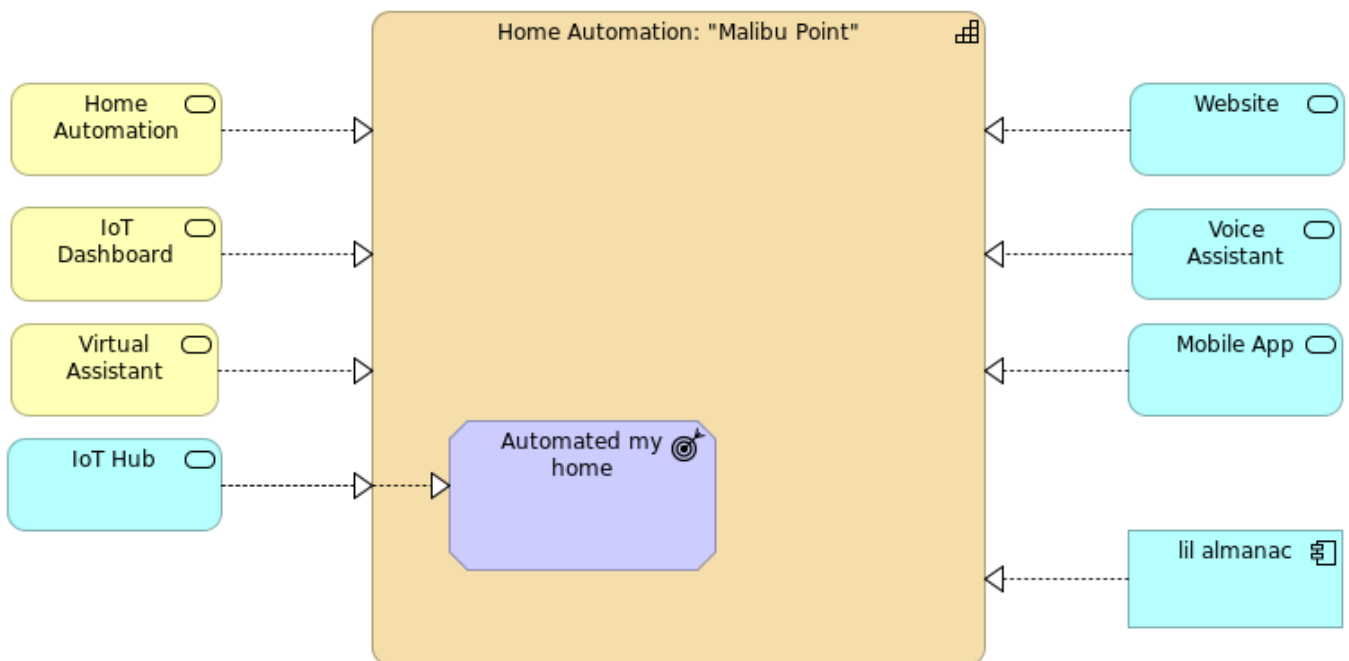 Home Automation: "Malibu Point"
Home
Automation
IoT
Dashboard
Virtual
Assistant
IoT Hub
Automated my
home
Website
Voice
Assistant
Mobile App
lil almanac